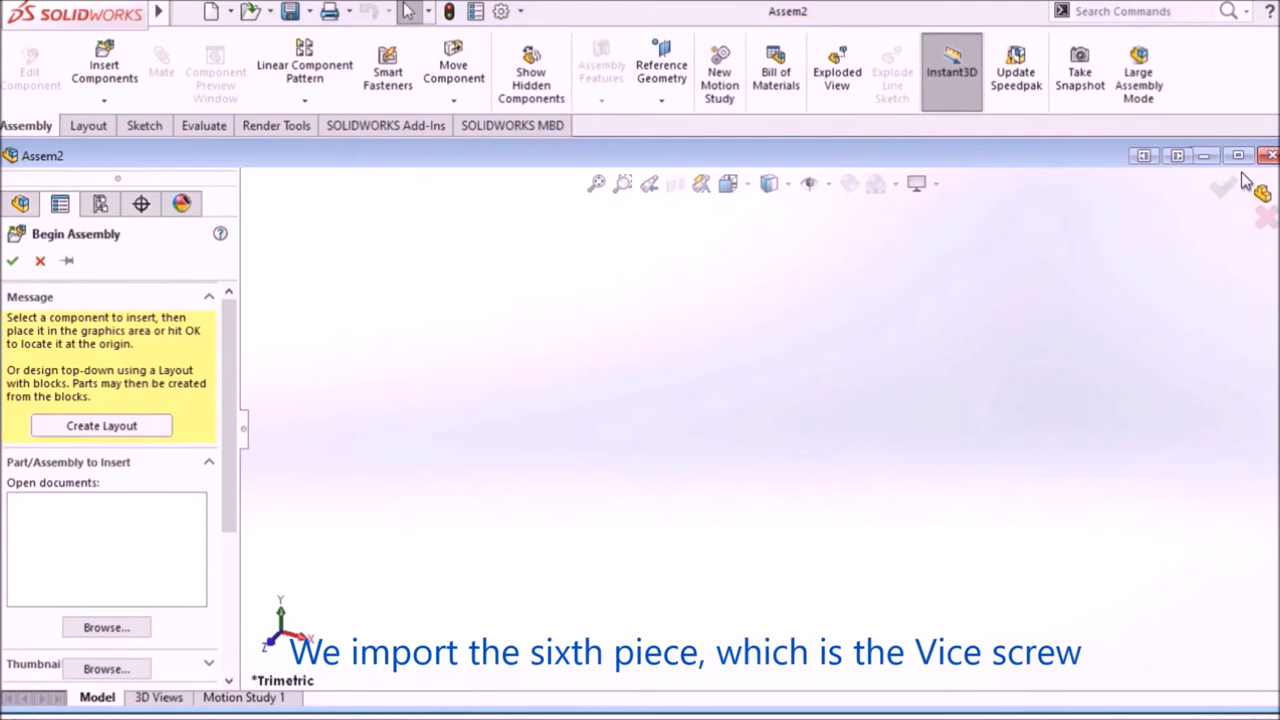 SOLIDWORKS
Assem2
Search Commands
?
Edit Component
Insert Components
Mate
Component Preview Window
Linear Component Pattern
Smart Fasteners
Move Component
Show Hidden Components
Assembly Features
Reference Geometry
New Motion Study
Bill of Materials
Exploded View
Explode Line Sketch
Instant3D
Update Speedpak
Take Snapshot
Large Assembly Mode
Assembly Layout Sketch Evaluate Render Tools SOLIDWORKS Add-Ins SOLIDWORKS MBD
Assem2
Begin Assembly
?
Message
Select a component to insert, then
place it in the graphics area or hit OK
to locate it at the origin.
Or design top-down using a Layout
with blocks. Parts may then be created
from the blocks.
Create Layout
Part/Assembly to Insert
Open documents:
Browse...
Thumbnai
Browse...
Y
X
Z
We import the sixth piece, which is the Vice screw
*Trimetric
Model 3D Views Motion Study 1